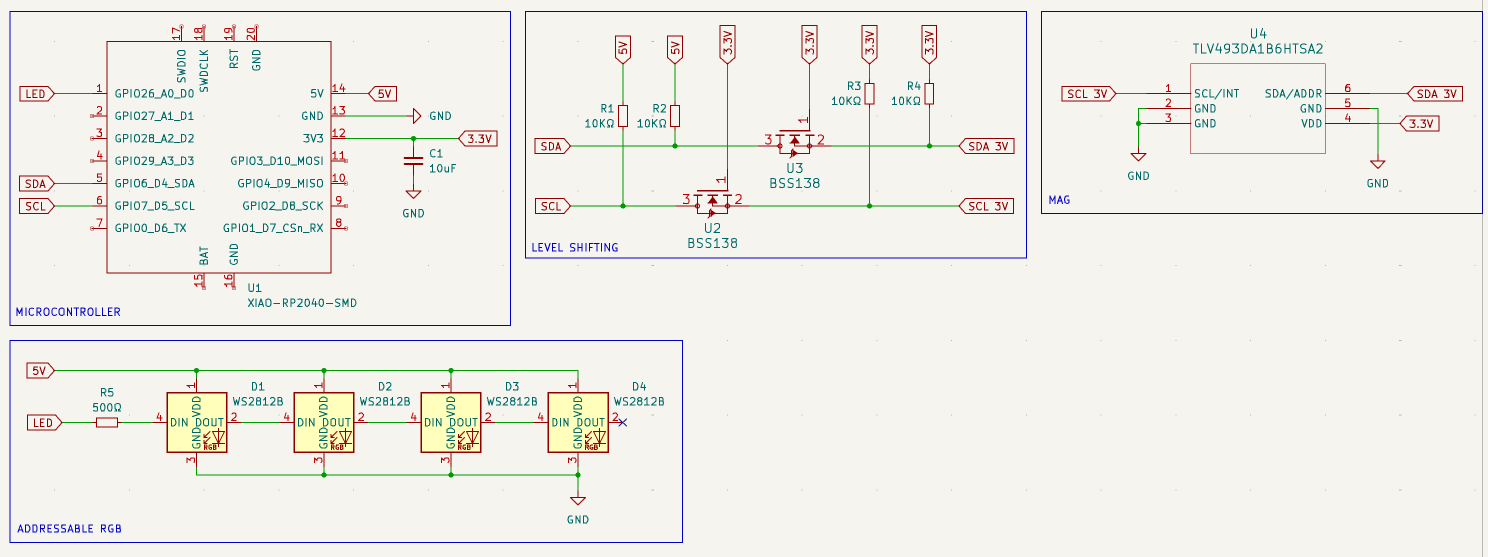 17
18
19
20
SWDIO
SWDCLK
RST
GND
LED
1
GPIO26_A0_D0
5V
14
5V
2
GPIO27_A1_D1
GND
13
GND
3
GPIO28_A2_D2
3V3
12
3.3V
4
GPIO29_A3_D3
GPIO3_D10_MOSI
11
C1
10uF
SDA
5
GPIO6_D4_SDA
GPIO4_D9_MISO
10
SCL
6
GPIO7_D5_SCL
GPIO2_D8_SCK
9
GND
7
GPIO0_D6_TX
GPIO1_D7_CSn_RX
8
BAT
GND
15
16
U1
XIAO-RP2040-SMD
MICROCONTROLLER
5V
5V
3.3V
3.3V
3.3V
3.3V
R1
10KΩ
R2
10KΩ
R3
10KΩ
R4
10KΩ
SDA
3
1
2
SDA 3V
U3
BSS138
SCL
3
1
2
SCL 3V
U2
BSS138
LEVEL SHIFTING
U4
TLV493DA1B6HTSA2
SCL 3V
1
SCL/INT
SDA/ADDR
6
SDA 3V
2
GND
GND
5
3
GND
VDD
4
3.3V
GND
GND
MAG
5V
R5
500Ω
LED
D1
WS2812B
1
VDD
4
DIN
DOUT
2
GND
RGB
3
D2
WS2812B
1
VDD
4
DIN
DOUT
2
GND
RGB
3
D3
WS2812B
1
VDD
4
DIN
DOUT
2
GND
RGB
3
D4
WS2812B
1
VDD
4
DIN
DOUT
2
GND
RGB
3
GND
ADDRESSABLE RGB